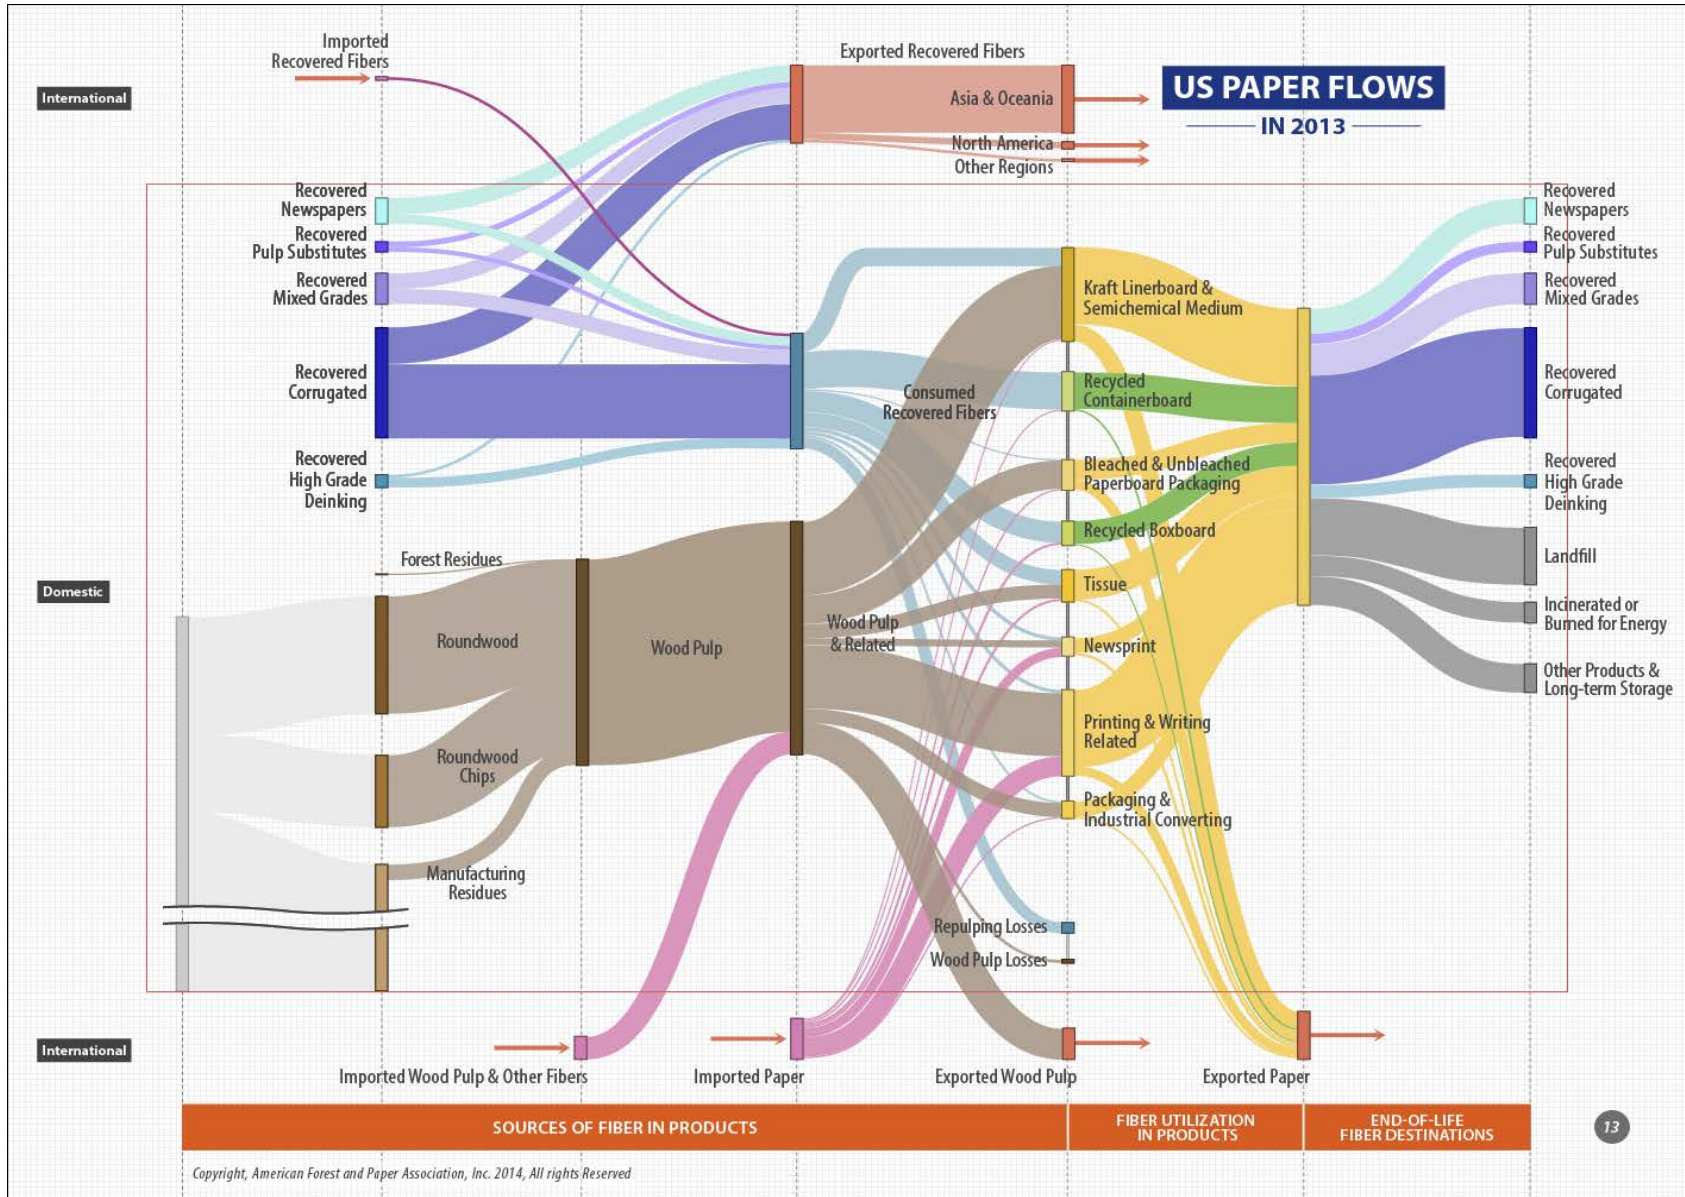 Imported
Recovered Fibers
Exported Recovered Fibers
US PAPER FLOWS
IN 2013
International
Asia & Oceania
North America
Other Regions
Recovered
Newspapers
Recovered
Pulp Substitutes
Recovered
Mixed Grades
Recovered
Corrugated
Recovered
High Grade
Deinking
Recovered
Newspapers
Recovered
Pulp Substitutes
Recovered
Mixed Grades
Recovered
Corrugated
Recovered
High Grade
Deinking
Kraft Linerboard &
Semichemical Medium
Consumed
Recovered Fibers
Recycled
Containerboard
Bleached & Unbleached
Paperboard Packaging
Recycled Boxboard
Forest Residues
Tissue
Landfill
Domestic
Incinerated or
Burned for Energy
Roundwood
Wood Pulp
Wood Pulp
& Related
Newsprint
Other Products &
Long-term Storage
Roundwood
Chips
Printing & Writing
Related
Packaging &
Industrial Converting
Manufacturing
Residues
Repulping Losses
Wood Pulp Losses
International
Imported Wood Pulp & Other Fibers
Imported Paper
Exported Wood Pulp
Exported Paper
SOURCES OF FIBER IN PRODUCTS
FIBER UTILIZATION
IN PRODUCTS
END-OF-LIFE
FIBER DESTINATIONS
13
Copyright, American Forest and Paper Association, Inc. 2014, All rights Reserved